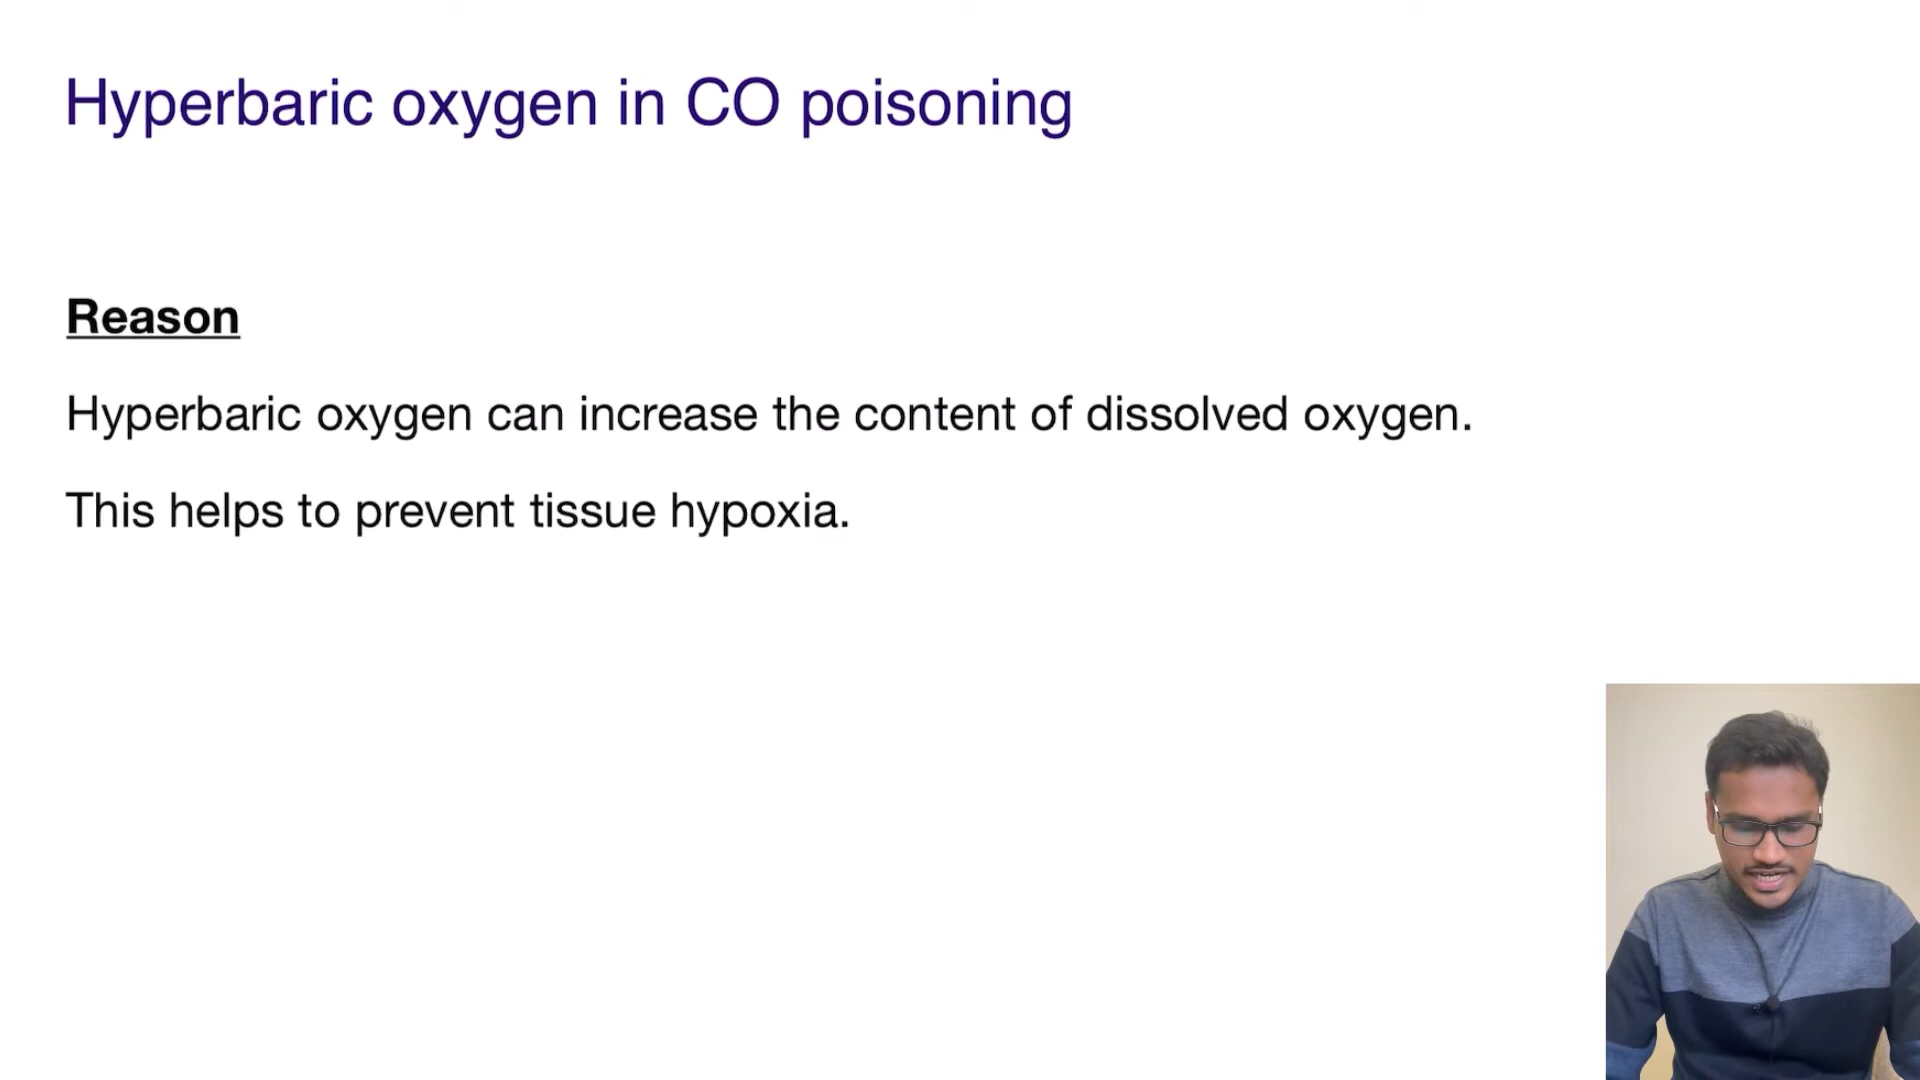 Hyperbaric oxygen in CO poisoning
Reason
Hyperbaric oxygen can increase the content of dissolved oxygen.
This helps to prevent tissue hypoxia.